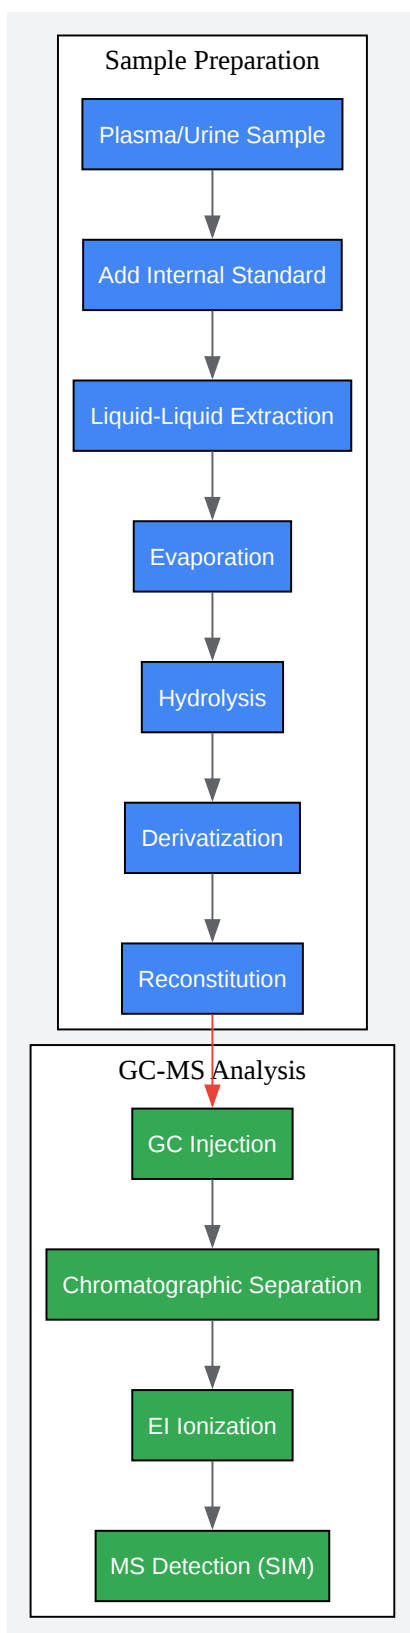 Sample Preparation
Plasma/Urine Sample
Add Internal Standard
Liquid-Liquid Extraction
Evaporation
Hydrolysis
Derivatization
Reconstitution
GC-MS Analysis
GC Injection
Chromatographic Separation
EI Ionization
MS Detection (SIM)